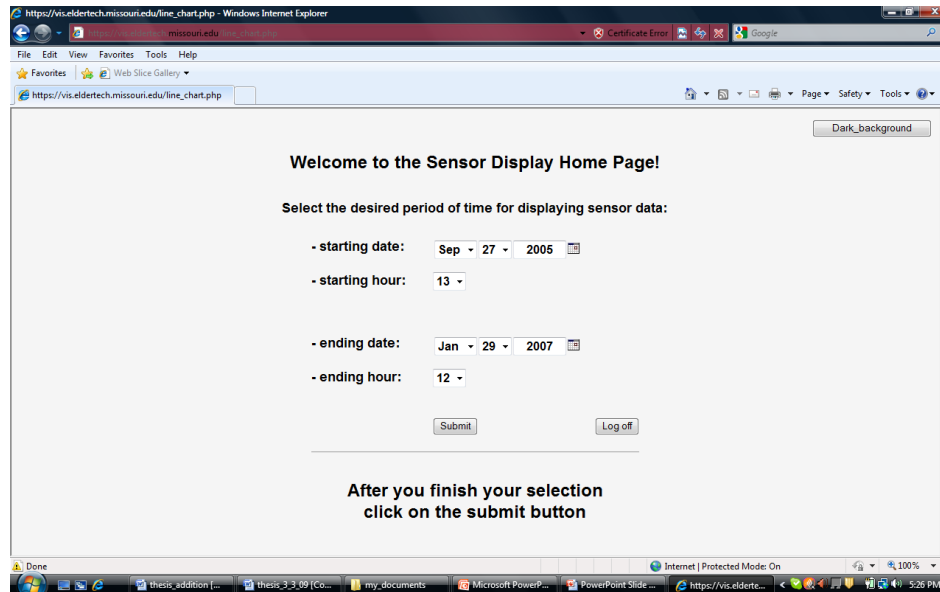 https://vis.eldertech.missouri.edu/line_chart.php - Windows Internet Explorer
https://vis.eldertech.missouri.edu/line_chart.php Certificate Error Google
File Edit View Favorites Tools Help
Favorites Web Slice Gallery
https://vis.eldertech.missouri.edu/line_chart.php Page Safety Tools
Dark_background
Welcome to the Sensor Display Home Page!
Select the desired period of time for displaying sensor data:
- starting date: Sep 27 2005
- starting hour: 13
- ending date: Jan 29 2007
- ending hour: 12
Submit Log off
After you finish your selection
click on the submit button
Done Internet | Protected Mode: On 100%
thesis_addition [... thesis_3_3_09 [Co... my_documents Microsoft PowerP... PowerPoint Slide ... https://vis.elderte... 5:26 PM